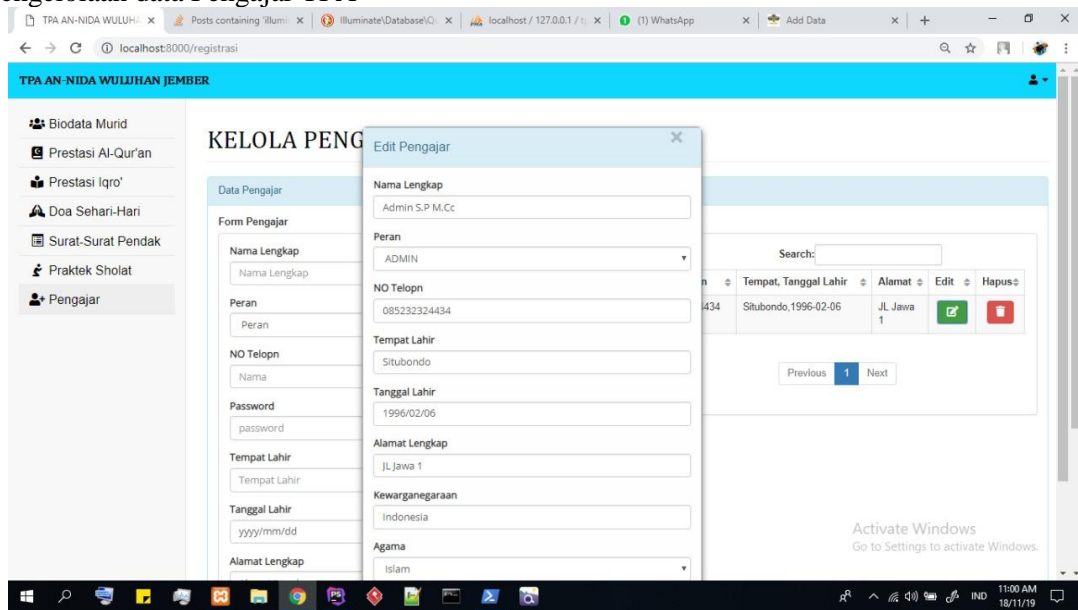 TPA AN-NIDA WULUH
Posts containing 'illumin
Illuminate\Database\Q
localhost / 127.0.0.1 / t
(1) WhatsApp
Add Data
localhost:8000/registrasi
TPA AN-NIDA WULUHAN JEMBER
Biodata Murid
Prestasi Al-Qur'an
Prestasi Iqro'
Doa Sehari-Hari
Surat-Surat Pendak
Praktek Sholat
Pengajar
KELOLA PENG
Data Pengajar
Form Pengajar
Nama Lengkap
Nama Lengkap
Peran
Peran
NO Telopn
Nama
Password
password
Tempat Lahir
Tempat Lahir
Tanggal Lahir
yyyy/mm/dd
Alamat Lengkap
Edit Pengajar
×
Nama Lengkap
Admin S.P M.Cc
Peran
ADMIN
NO Telopn
085232324434
Tempat Lahir
Situbondo
Tanggal Lahir
1996/02/06
Alamat Lengkap
JL Jawa 1
Kewarganegaraan
Indonesia
Agama
Islam
Search:
n Tempat, Tanggal Lahir Alamat Edit Hapus
434 Situbondo,1996-02-06 JL Jawa
1
Previous 1 Next
Activate Windows
Go to Settings to activate Windows.
IND
11:00 AM
18/11/19